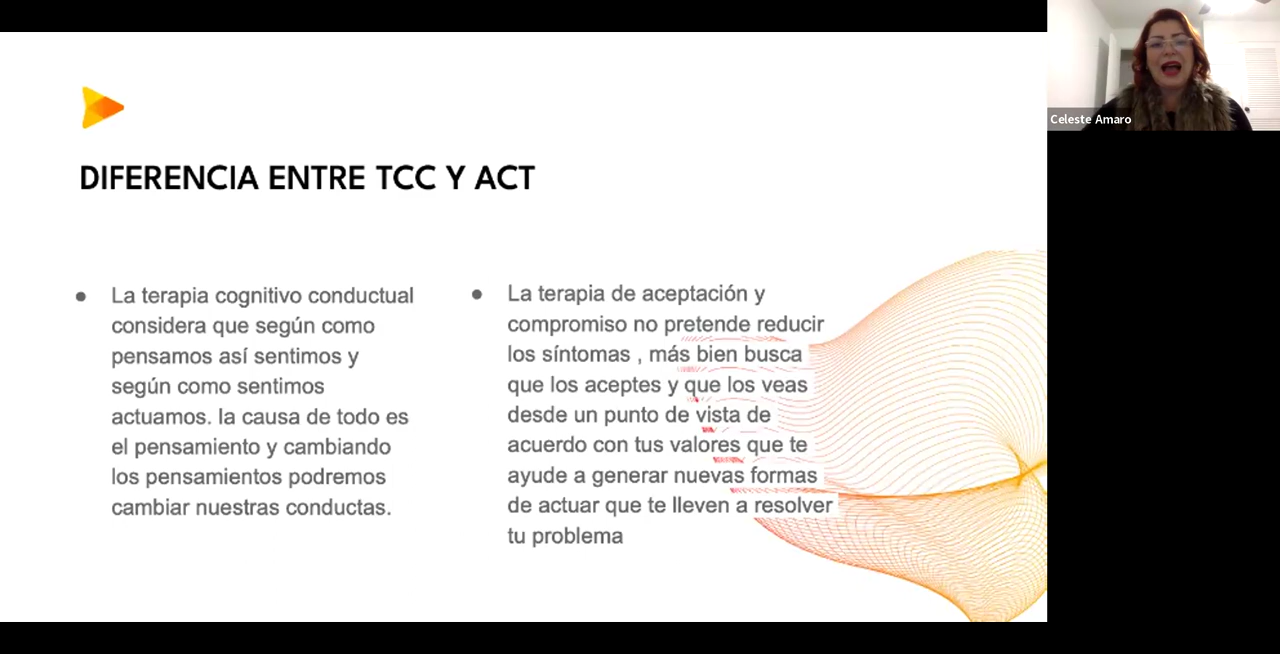 Celeste Amaro
DIFERENCIA ENTRE TCC Y ACT
La terapia cognitivo conductual
considera que según como
pensamos así sentimos y
según como sentimos
actuamos. la causa de todo es
el pensamiento y cambiando
los pensamientos podremos
cambiar nuestras conductas.
La terapia de aceptación y
compromiso no pretende reducir
los síntomas , más bien busca
que los aceptes y que los veas
desde un punto de vista de
acuerdo con tus valores que te
ayude a generar nuevas formas
de actuar que te lleven a resolver
tu problema